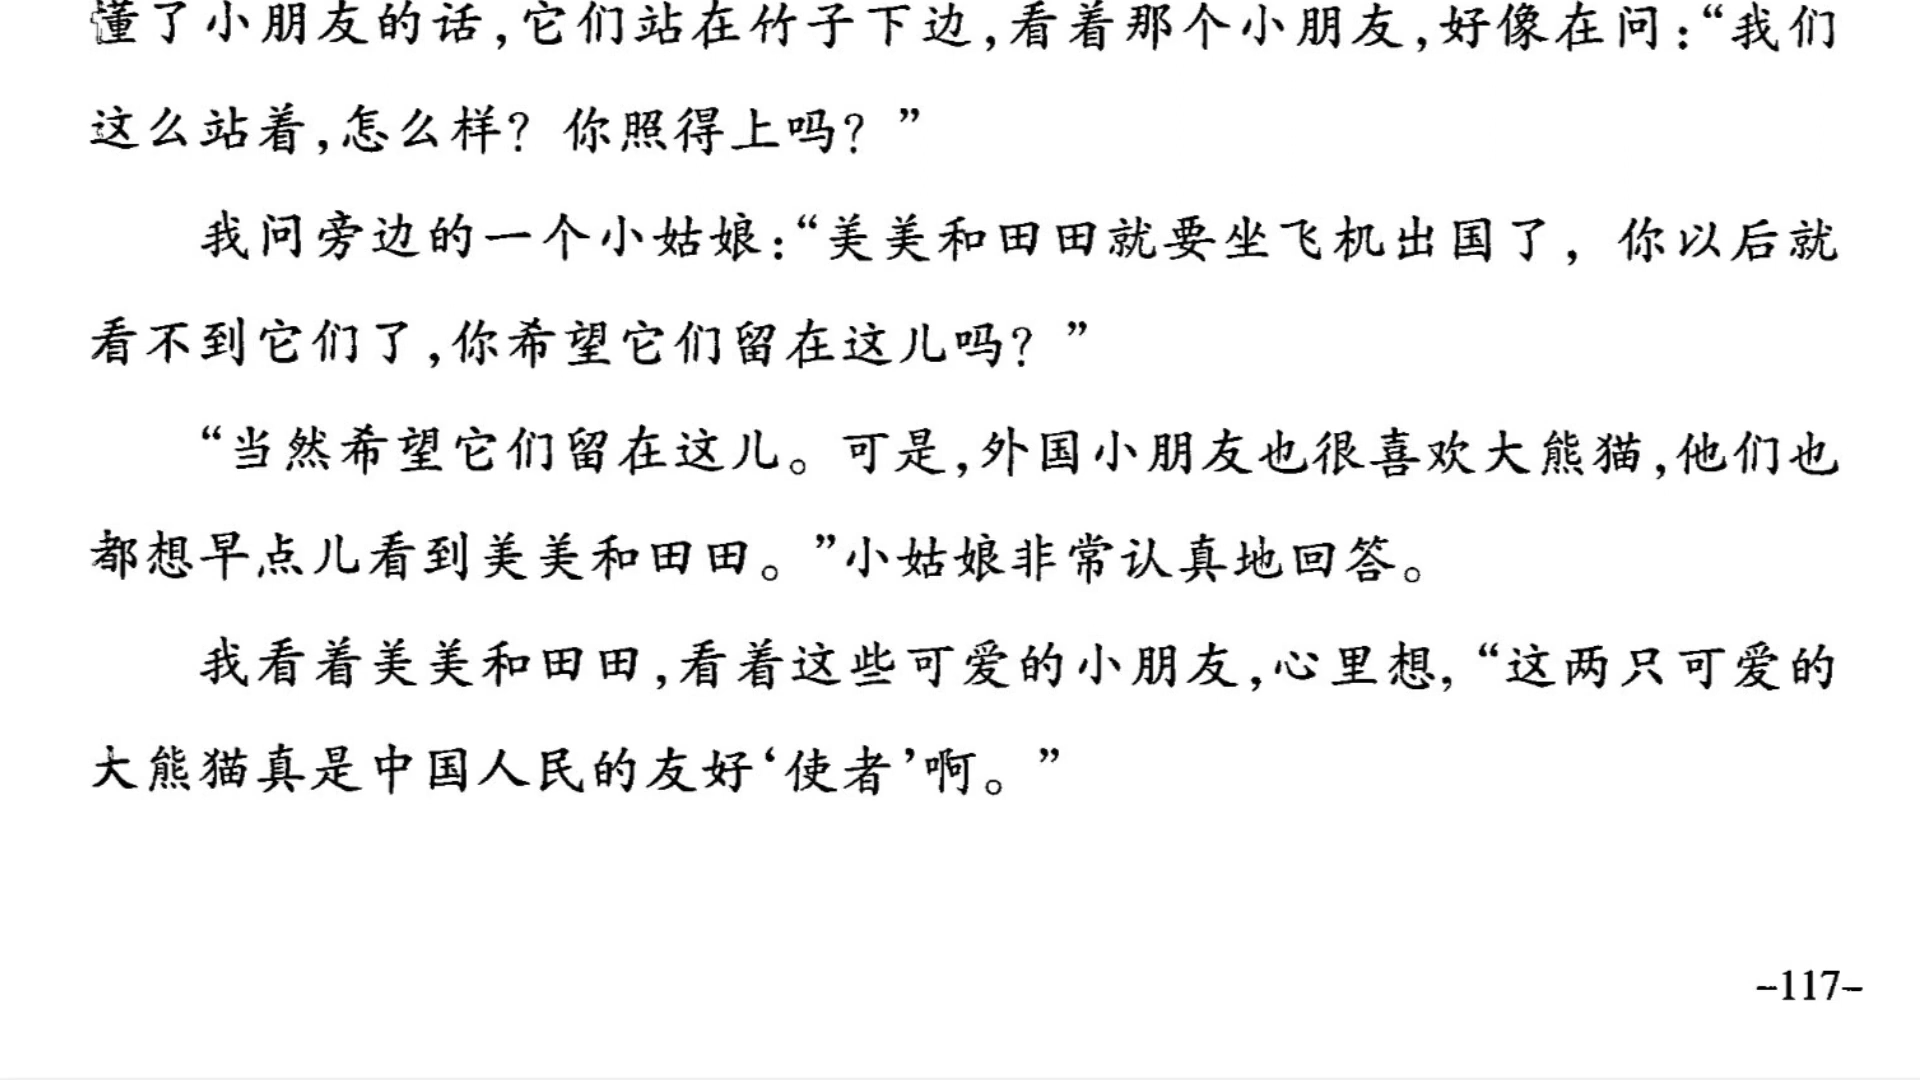 懂了小朋友的话,它们站在竹子下边,看着那个小朋友,好像在问:“我们
这么站着,怎么样？你照得上吗？”
我问旁边的一个小姑娘:“美美和田田就要坐飞机出国了，你以后就
看不到它们了,你希望它们留在这儿吗？”
“当然希望它们留在这儿。可是,外国小朋友也很喜欢大熊猫,他们也
都想早点儿看到美美和田田。”小姑娘非常认真地回答。
我看着美美和田田,看着这些可爱的小朋友,心里想,“这两只可爱的
大熊猫真是中国人民的友好‘使者’啊。”
–117–